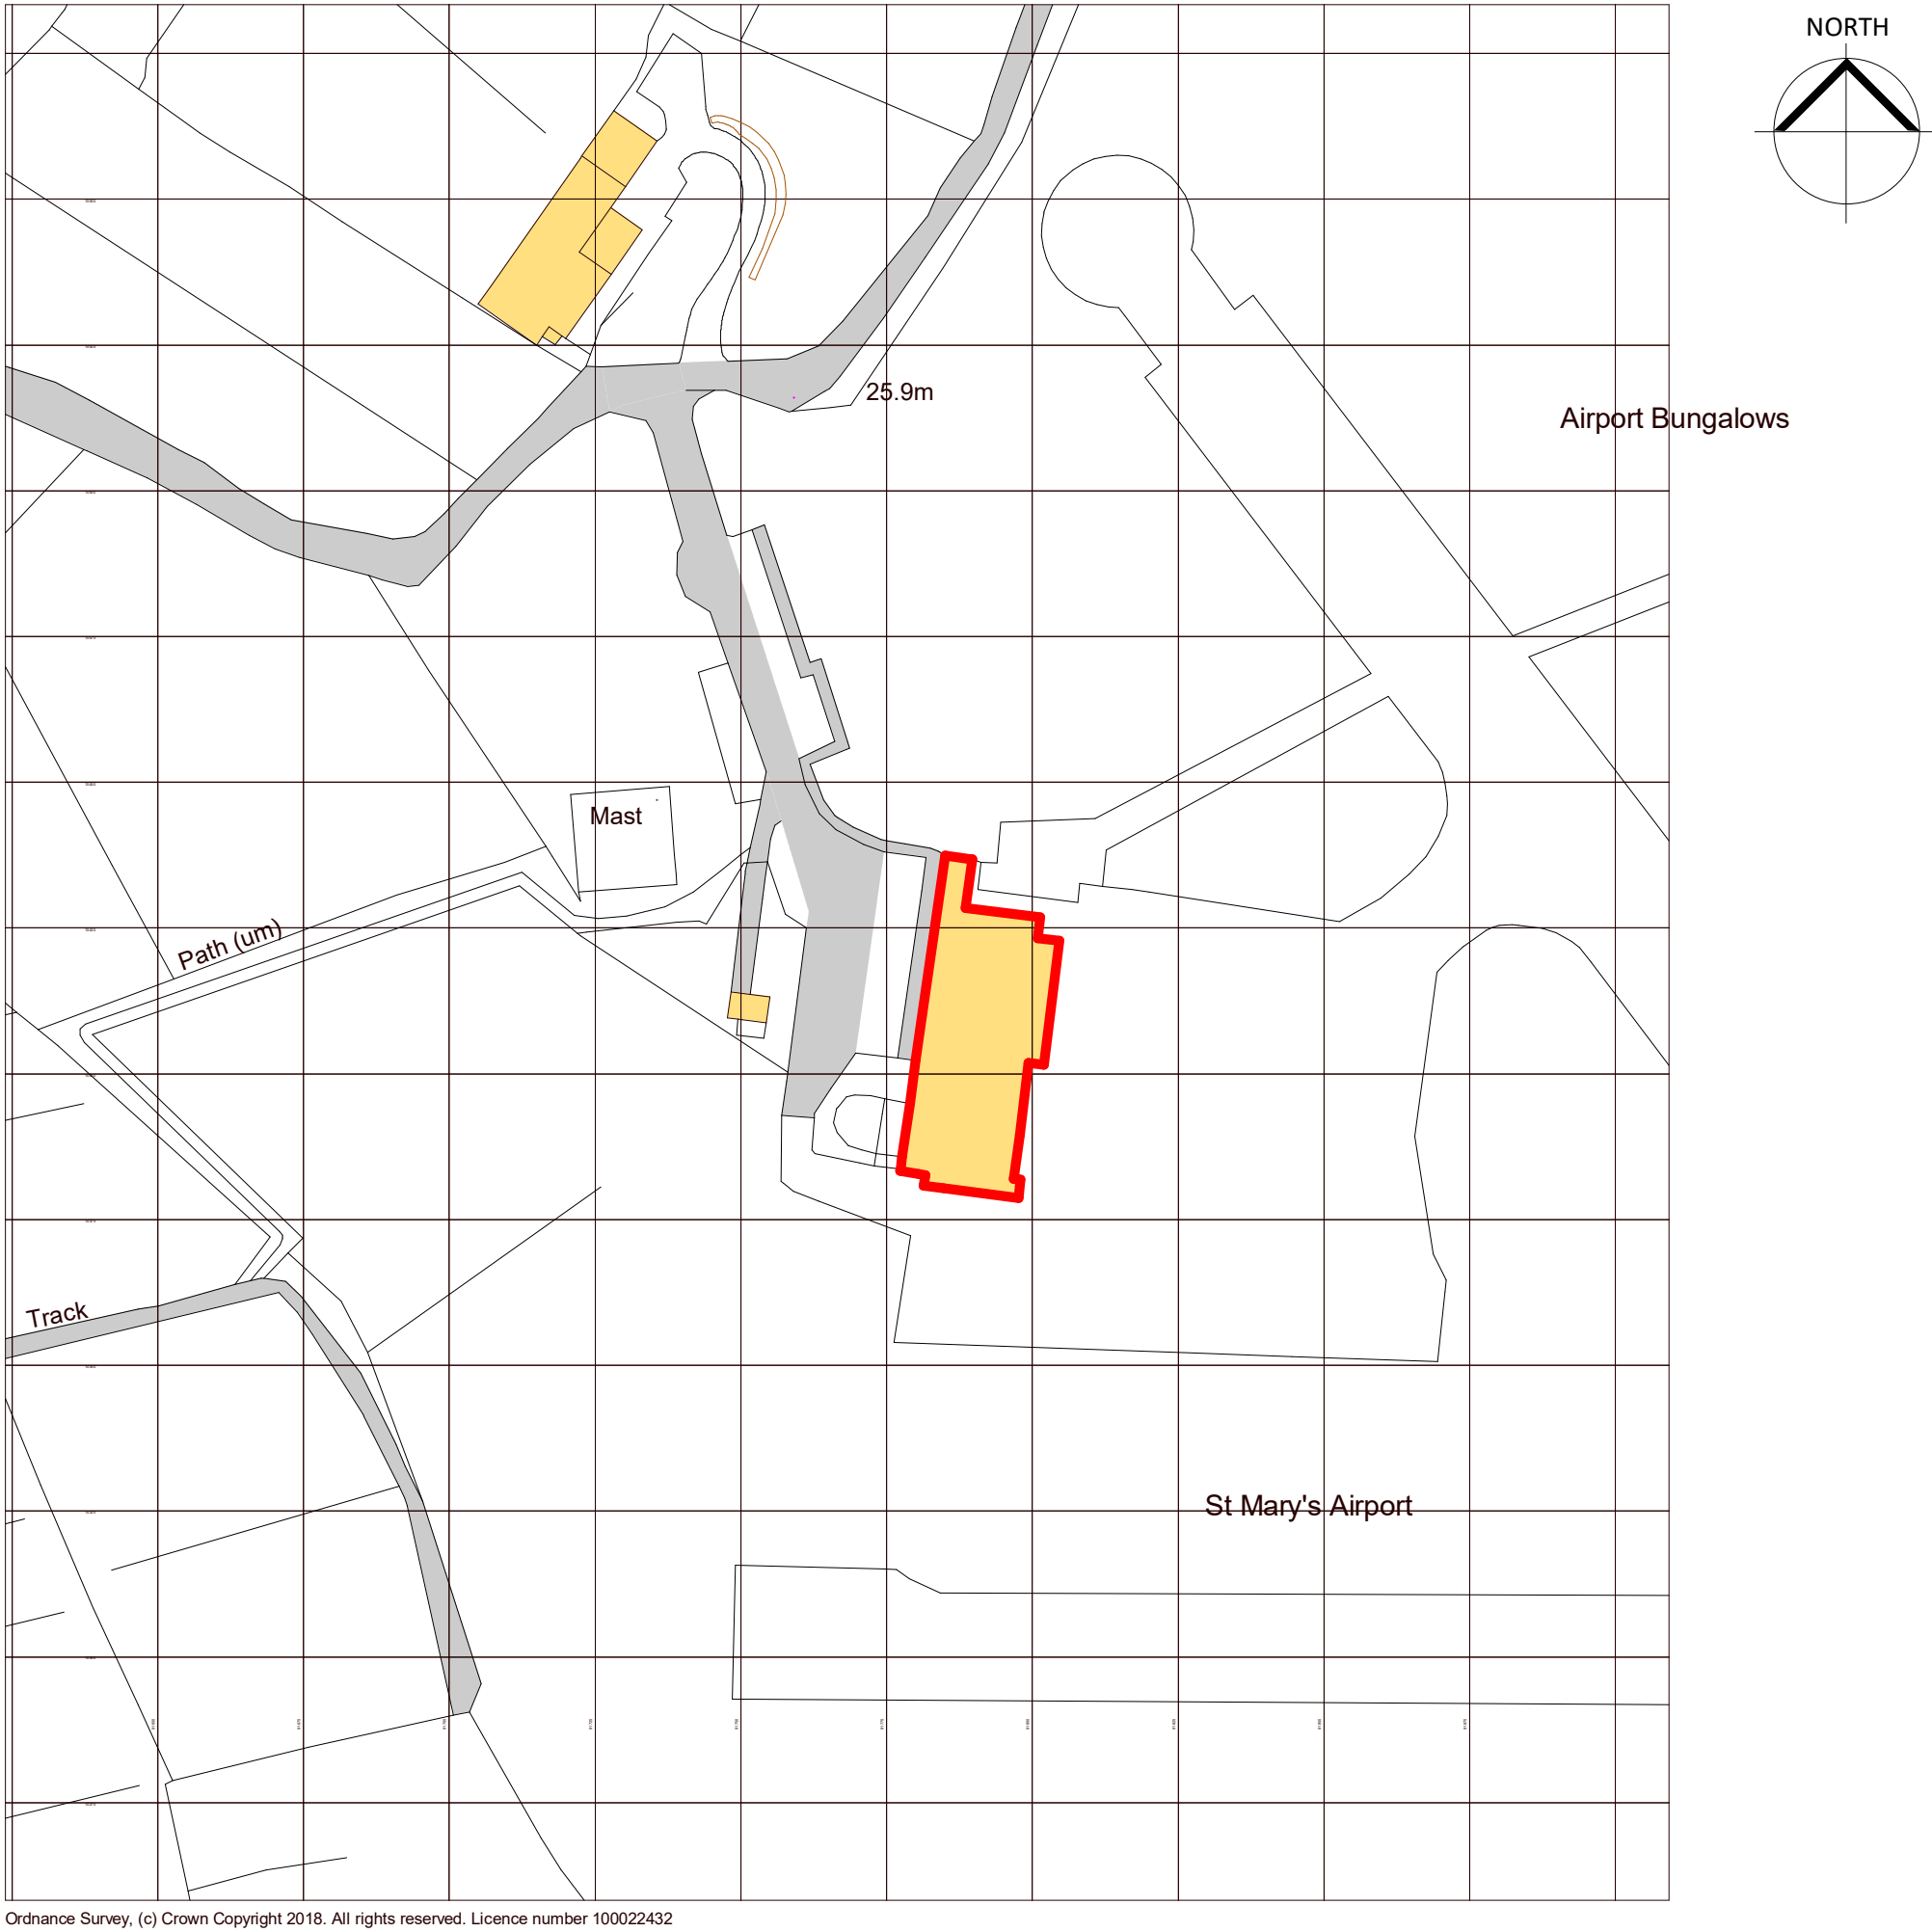 NORTH
25.9m
Airport Bungalows
Mast
Path (um)
Track
St Mary's Airport
Ordnance Survey, (c) Crown Copyright 2018. All rights reserved. Licence number 100022432